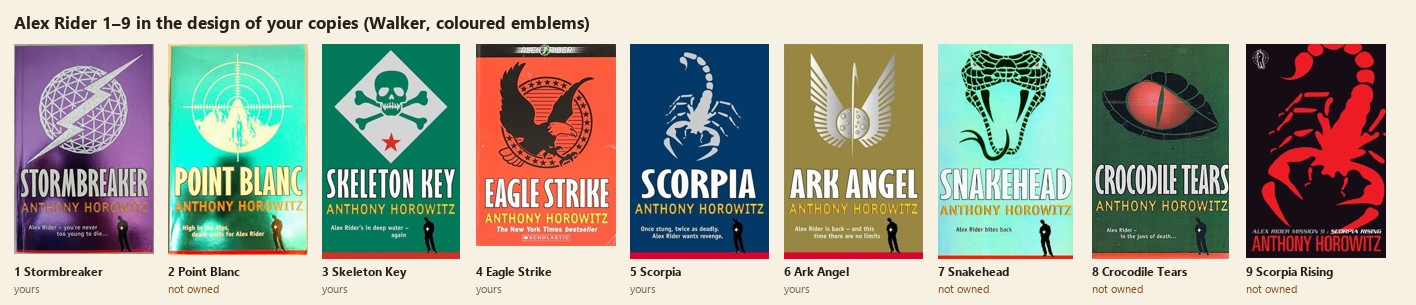 Alex Rider 1–9 in the design of your copies (Walker, coloured emblems)
STORMBREAKER
ANTHONY HOROWITZ
Alex Rider – you're never
too young to die...
1 Stormbreaker
yours
POINT BLANC
ANTHONY HOROWITZ
High in the Alps,
death waits for Alex Rider
2 Point Blanc
not owned
SKELETON KEY
ANTHONY HOROWITZ
Alex Rider's in deep water –
again
3 Skeleton Key
yours
ALEX RIDER
EAGLE STRIKE
ANTHONY HOROWITZ
The New York Times bestseller
SCHOLASTIC
4 Eagle Strike
yours
SCORPIA
ANTHONY HOROWITZ
Once stung, twice as deadly.
Alex Rider wants revenge.
5 Scorpia
yours
ARK ANGEL
ANTHONY HOROWITZ
Alex Rider is back – and this
time there are no limits
6 Ark Angel
yours
SNAKEHEAD
ANTHONY HOROWITZ
Alex Rider bites back
7 Snakehead
not owned
CROCODILE TEARS
ANTHONY HOROWITZ
Alex Rider –
in the jaws of death...
8 Crocodile Tears
not owned
ALEX RIDER MISSION 9 : SCORPIA RISING
ANTHONY HOROWITZ
9 Scorpia Rising
not owned